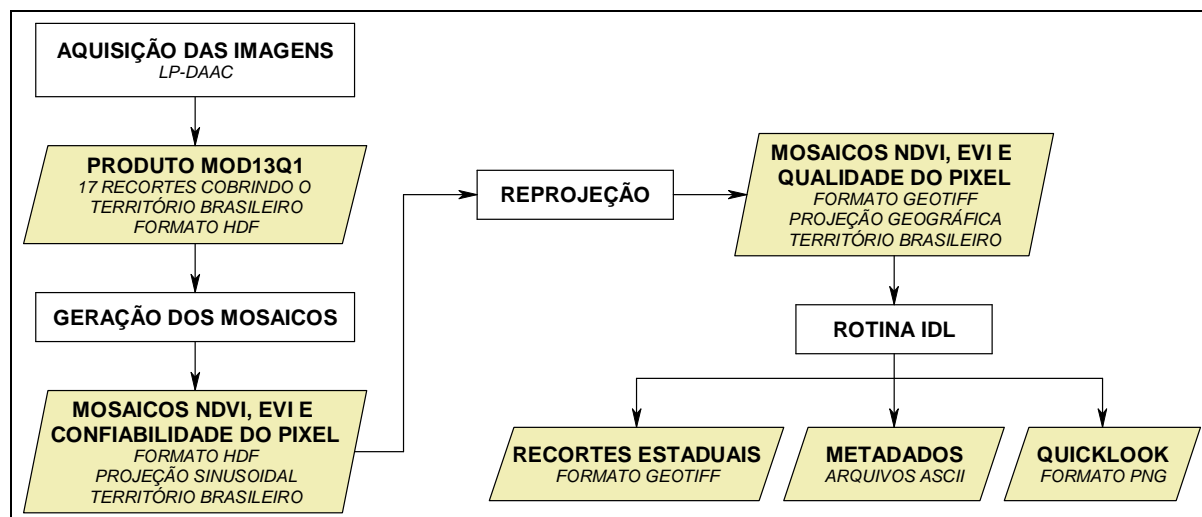 AQUISIÇÃO DAS IMAGENS
LP-DAAC
PRODUTO MOD13Q1
17 RECORTES COBRINDO O
TERRITÓRIO BRASILEIRO
FORMATO HDF
GERAÇÃO DOS MOSAICOS
MOSAICOS NDVI, EVI E
CONFIABILIDADE DO PIXEL
FORMATO HDF
PROJEÇÃO SINUSOIDAL
TERRITÓRIO BRASILEIRO
REPROJEÇÃO
MOSAICOS NDVI, EVI E
QUALIDADE DO PIXEL
FORMATO GEOTIFF
PROJEÇÃO GEOGRÁFICA
TERRITÓRIO BRASILEIRO
ROTINA IDL
RECORTES ESTADUAIS
FORMATO GEOTIFF
METADADOS
ARQUIVOS ASCII
QUICKLOOK
FORMATO PNG